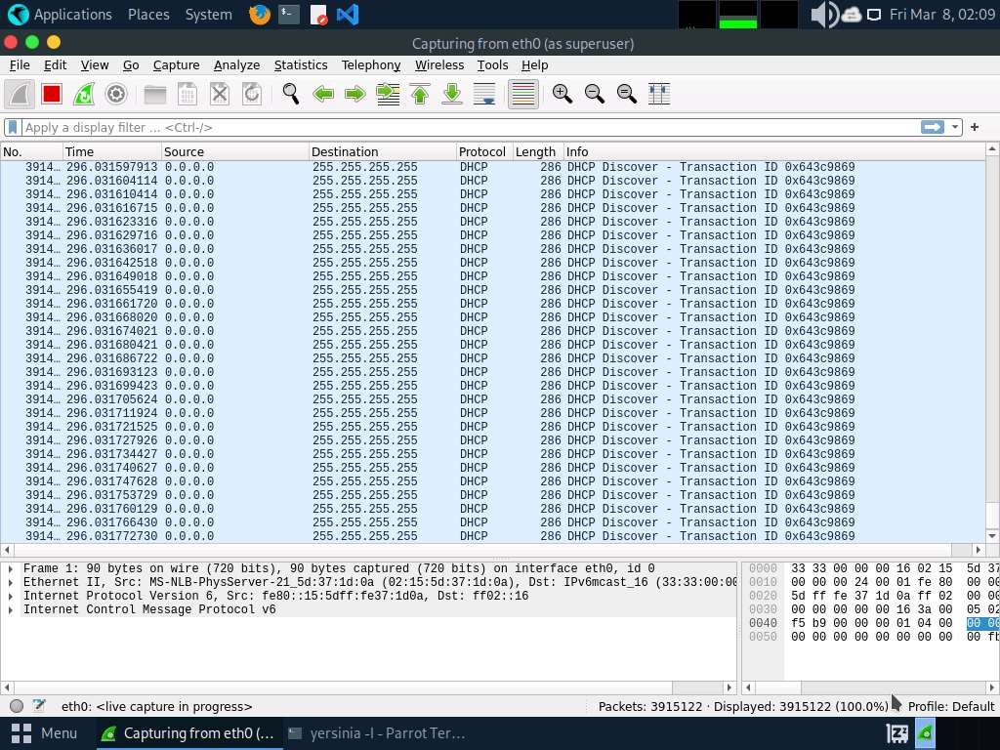 Applications Places System Fri Mar 8, 02:09
Capturing from eth0 (as superuser)
File Edit View Go Capture Analyze Statistics Telephony Wireless Tools Help
Apply a display filter ... <Ctrl-/>
No. Time Source Destination Protocol Length Info
3914… 296.031597913 0.0.0.0 255.255.255.255 DHCP 286 DHCP Discover - Transaction ID 0x643c9869
3914… 296.031604114 0.0.0.0 255.255.255.255 DHCP 286 DHCP Discover - Transaction ID 0x643c9869
3914… 296.031610414 0.0.0.0 255.255.255.255 DHCP 286 DHCP Discover - Transaction ID 0x643c9869
3914… 296.031616715 0.0.0.0 255.255.255.255 DHCP 286 DHCP Discover - Transaction ID 0x643c9869
3914… 296.031623316 0.0.0.0 255.255.255.255 DHCP 286 DHCP Discover - Transaction ID 0x643c9869
3914… 296.031629716 0.0.0.0 255.255.255.255 DHCP 286 DHCP Discover - Transaction ID 0x643c9869
3914… 296.031636017 0.0.0.0 255.255.255.255 DHCP 286 DHCP Discover - Transaction ID 0x643c9869
3914… 296.031642518 0.0.0.0 255.255.255.255 DHCP 286 DHCP Discover - Transaction ID 0x643c9869
3914… 296.031649018 0.0.0.0 255.255.255.255 DHCP 286 DHCP Discover - Transaction ID 0x643c9869
3914… 296.031655419 0.0.0.0 255.255.255.255 DHCP 286 DHCP Discover - Transaction ID 0x643c9869
3914… 296.031661720 0.0.0.0 255.255.255.255 DHCP 286 DHCP Discover - Transaction ID 0x643c9869
3914… 296.031668020 0.0.0.0 255.255.255.255 DHCP 286 DHCP Discover - Transaction ID 0x643c9869
3914… 296.031674021 0.0.0.0 255.255.255.255 DHCP 286 DHCP Discover - Transaction ID 0x643c9869
3914… 296.031680421 0.0.0.0 255.255.255.255 DHCP 286 DHCP Discover - Transaction ID 0x643c9869
3914… 296.031686722 0.0.0.0 255.255.255.255 DHCP 286 DHCP Discover - Transaction ID 0x643c9869
3914… 296.031693123 0.0.0.0 255.255.255.255 DHCP 286 DHCP Discover - Transaction ID 0x643c9869
3914… 296.031699423 0.0.0.0 255.255.255.255 DHCP 286 DHCP Discover - Transaction ID 0x643c9869
3914… 296.031705624 0.0.0.0 255.255.255.255 DHCP 286 DHCP Discover - Transaction ID 0x643c9869
3914… 296.031711924 0.0.0.0 255.255.255.255 DHCP 286 DHCP Discover - Transaction ID 0x643c9869
3914… 296.031721525 0.0.0.0 255.255.255.255 DHCP 286 DHCP Discover - Transaction ID 0x643c9869
3914… 296.031727926 0.0.0.0 255.255.255.255 DHCP 286 DHCP Discover - Transaction ID 0x643c9869
3914… 296.031734427 0.0.0.0 255.255.255.255 DHCP 286 DHCP Discover - Transaction ID 0x643c9869
3914… 296.031740627 0.0.0.0 255.255.255.255 DHCP 286 DHCP Discover - Transaction ID 0x643c9869
3914… 296.031747628 0.0.0.0 255.255.255.255 DHCP 286 DHCP Discover - Transaction ID 0x643c9869
3914… 296.031753729 0.0.0.0 255.255.255.255 DHCP 286 DHCP Discover - Transaction ID 0x643c9869
3914… 296.031760129 0.0.0.0 255.255.255.255 DHCP 286 DHCP Discover - Transaction ID 0x643c9869
3914… 296.031766430 0.0.0.0 255.255.255.255 DHCP 286 DHCP Discover - Transaction ID 0x643c9869
3914… 296.031772730 0.0.0.0 255.255.255.255 DHCP 286 DHCP Discover - Transaction ID 0x643c9869
Frame 1: 90 bytes on wire (720 bits), 90 bytes captured (720 bits) on interface eth0, id 0
Ethernet II, Src: MS-NLB-PhysServer-21_5d:37:1d:0a (02:15:5d:37:1d:0a), Dst: IPv6mcast_16 (33:33:00:00
Internet Protocol Version 6, Src: fe80::15:5dff:fe37:1d0a, Dst: ff02::16
Internet Control Message Protocol v6
0000 33 33 00 00 00 16 02 15 5d 37
0010 00 00 00 24 00 01 fe 80 00 00
0020 5d ff fe 37 1d 0a ff 02 00 00
0030 00 00 00 00 00 16 3a 00 05 02
0040 f5 b9 00 00 00 01 04 00 00 00
0050 00 00 00 00 00 00 00 00 00 fb
eth0: <live capture in progress> Packets: 3915122 · Displayed: 3915122 (100.0%) Profile: Default
Menu Capturing from eth0 (... yersinia -I - Parrot Ter...